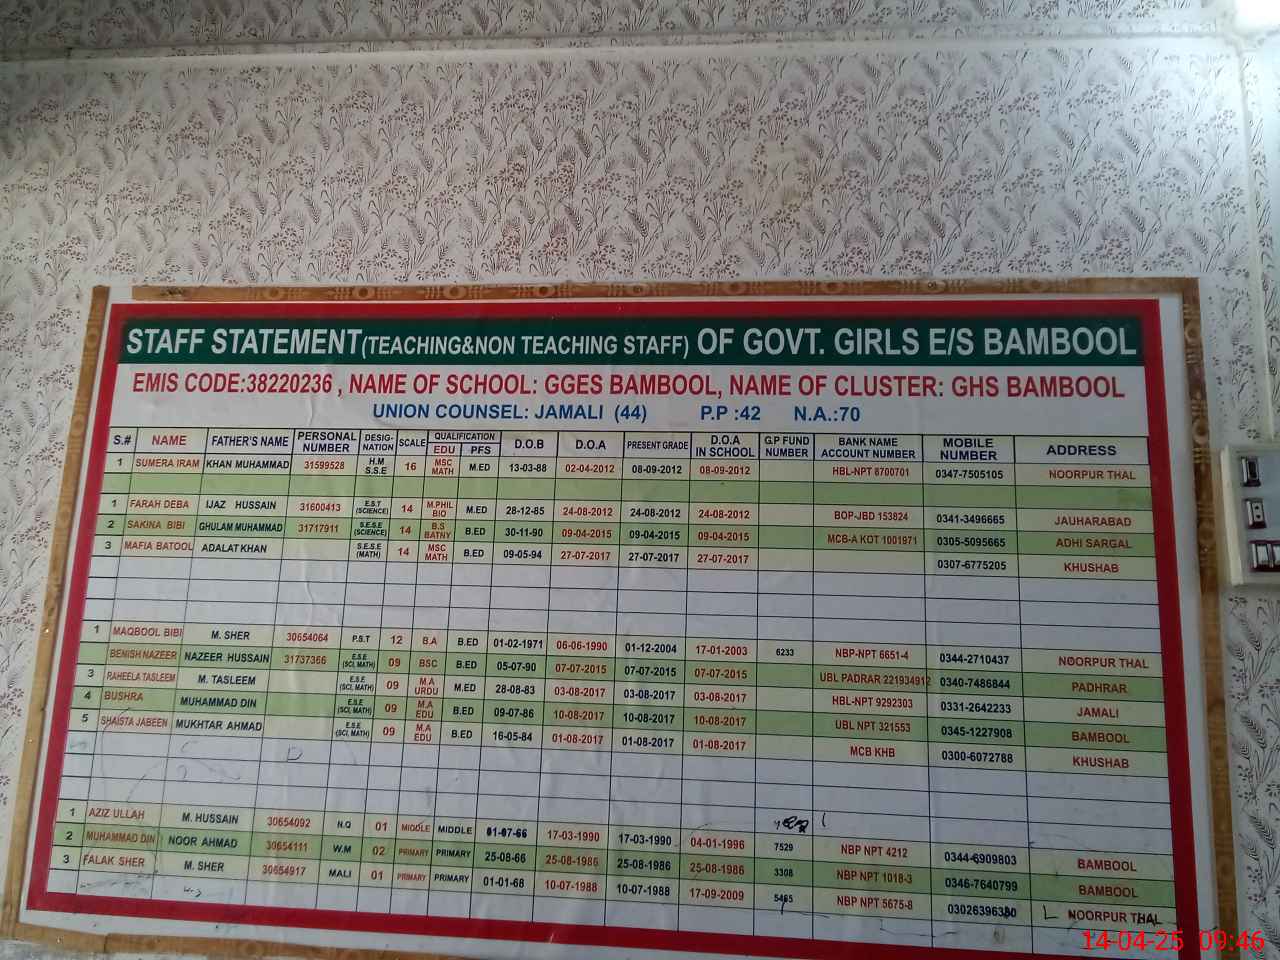 STAFF STATEMENT(TEACHING&NON TEACHING STAFF) OF GOVT. GIRLS E/S BAMBOOL
EMIS CODE:38220236 , NAME OF SCHOOL: GGES BAMBOOL, NAME OF CLUSTER: GHS BAMBOOL
UNION COUNSEL: JAMALI (44) P.P :42 N.A.:70
S.# NAME FATHER'S NAME PERSONAL NUMBER DESIG-NATION SCALE QUALIFICATION EDU PFS D.O.B D.O.A PRESENT GRADE D.O.A IN SCHOOL G.P FUND NUMBER BANK NAME ACCOUNT NUMBER MOBILE NUMBER ADDRESS
1 SUMERA IRAM KHAN MUHAMMAD 31599528 H.M S.S.E 16 MSC MATH M.ED 13-03-88 02-04-2012 08-09-2012 08-09-2012 HBL-NPT 8700701 0347-7505105 NOORPUR THAL
1 FARAH DEBA IJAZ HUSSAIN 31600413 E.S.T (SCIENCE) 14 M.PHIL BIO M.ED 28-12-85 24-08-2012 24-08-2012 24-08-2012 BOP-JBD 153824 0341-3496665 JAUHARABAD
2 SAKINA BIBI GHULAM MUHAMMAD 31717911 S.E.S.E (SCIENCE) 14 B.S BATNY B.ED 30-11-90 09-04-2015 09-04-2015 09-04-2015 MCB-A KOT 1001971 0305-5095665 ADHI SARGAL
3 MAFIA BATOOL ADALAT KHAN S.E.S.E (MATH) 14 MSC MATH B.ED 09-05-94 27-07-2017 27-07-2017 27-07-2017 0307-6775205 KHUSHAB
1 MAQBOOL BIBI M. SHER 30654064 P.S.T 12 B.A B.ED 01-02-1971 06-06-1990 01-12-2004 17-01-2003 6233 NBP-NPT 6651-4 0344-2710437 NOORPUR THAL
BENISH NAZEER NAZEER HUSSAIN 31737366 E.S.E (SCI, MATH) 09 BSC B.ED 05-07-90 07-07-2015 07-07-2015 07-07-2015 UBL PADRAR 221934912 0340-7486844 PADHRAR
3 RAHEELA TASLEEM M. TASLEEM E.S.E (SCI, MATH) 09 M.A URDU M.ED 28-08-83 03-08-2017 03-08-2017 03-08-2017 HBL-NPT 9292303 0331-2642233 JAMALI
4 BUSHRA MUHAMMAD DIN E.S.E (SCI, MATH) 09 M.A EDU B.ED 09-07-86 10-08-2017 10-08-2017 10-08-2017 UBL NPT 321553 0345-1227908 BAMBOOL
5 SHAISTA JABEEN MUKHTAR AHMAD E.S.E (SCI, MATH) 09 M.A EDU B.ED 16-05-84 01-08-2017 01-08-2017 01-08-2017 MCB KHB 0300-6072788 KHUSHAB
1 AZIZ ULLAH M. HUSSAIN 30654092 N.Q 01 MIDDLE MIDDLE 01-07-66 17-03-1990 17-03-1990 04-01-1996 7529 NBP NPT 4212 0344-6909803 BAMBOOL
2 MUHAMMAD DIN NOOR AHMAD 30654111 W.M 02 PRIMARY PRIMARY 25-08-66 25-08-1986 25-08-1986 25-08-1986 3308 NBP NPT 1018-3 0346-7640799 BAMBOOL
3 FALAK SHER M. SHER 30654917 MALI 01 PRIMARY PRIMARY 01-01-68 10-07-1988 10-07-1988 17-09-2009 5465 NBP NPT 5675-8 03026396380 NOORPUR THAL
14-04-25 09:46